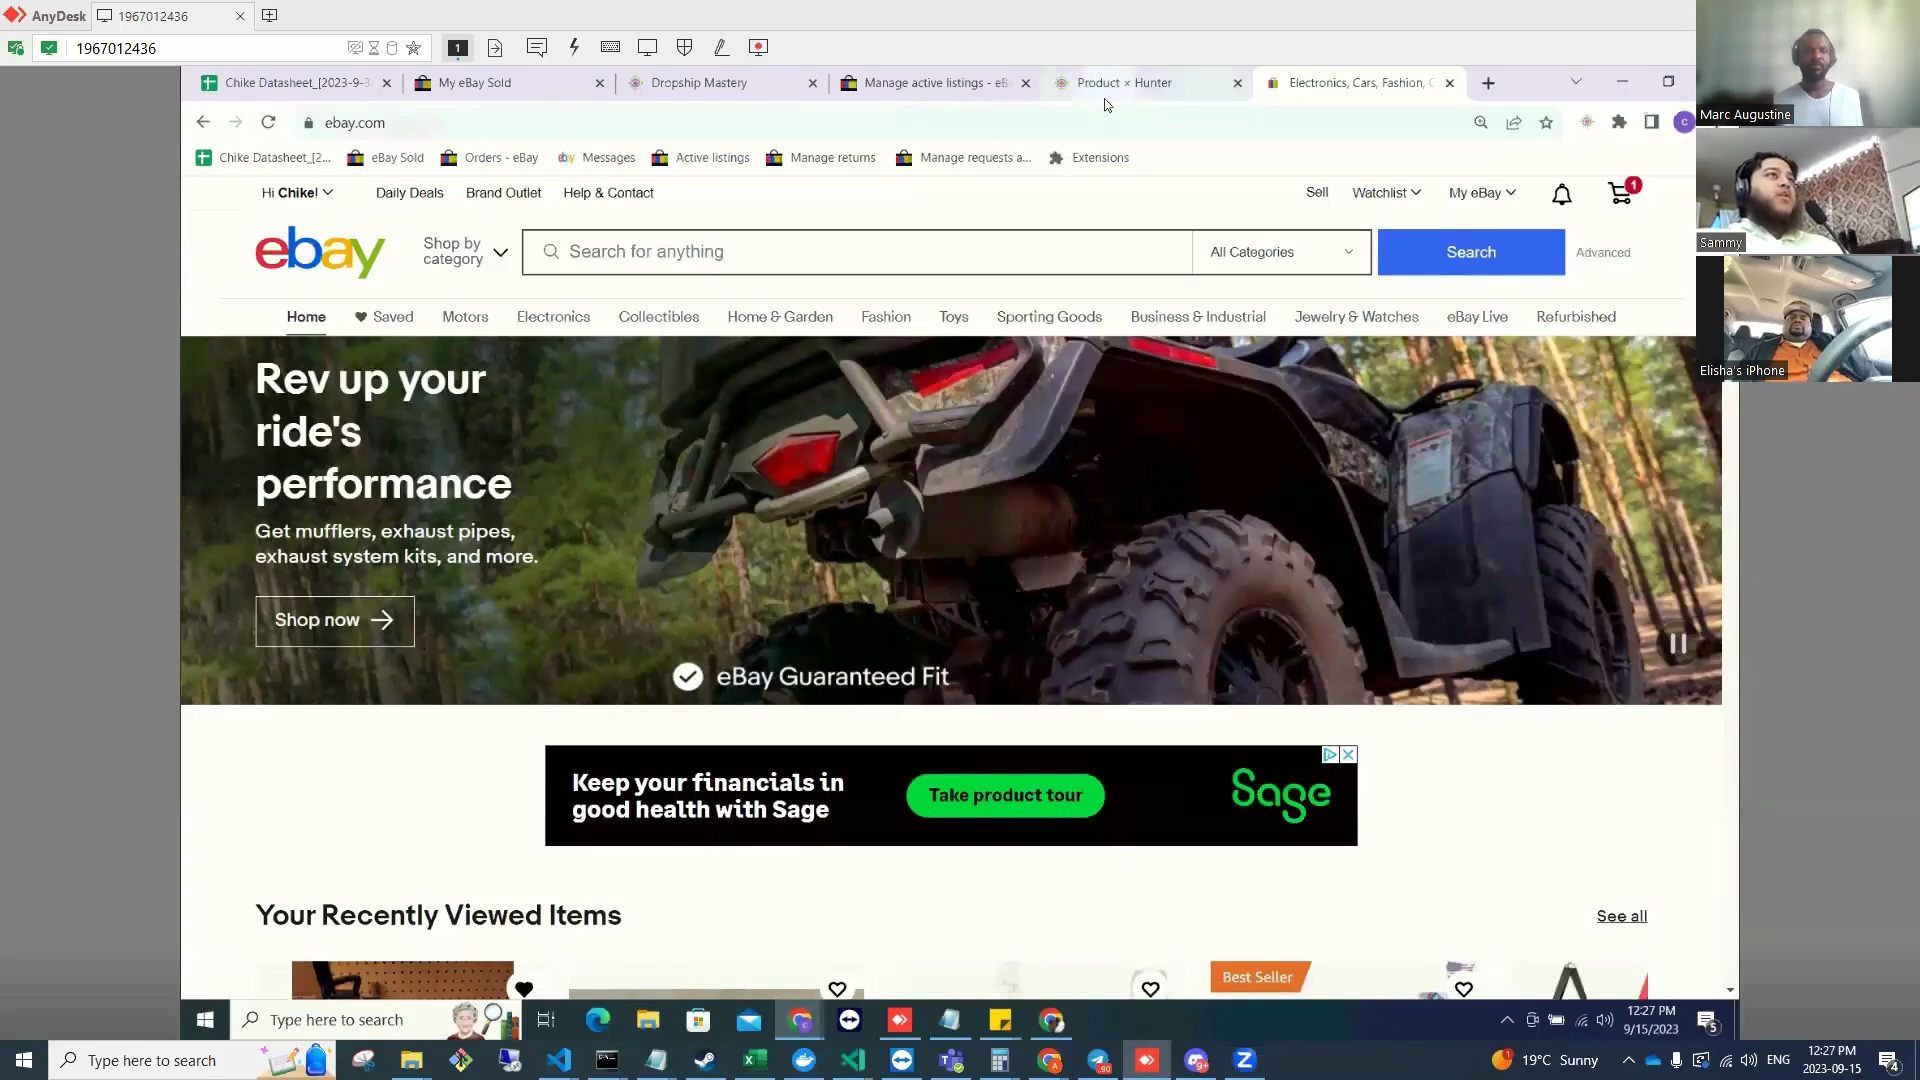 AnyDesk
1967012436
1967012436
1
Chike Datasheet_[2023-9-3
My eBay Sold
Dropship Mastery
Manage active listings - eB
Product × Hunter
Electronics, Cars, Fashion, C
ebay.com
C
Chike Datasheet_[2...
eBay Sold
Orders - eBay
ebay Messages
Active listings
Manage returns
Manage requests a...
Extensions
Hi Chike!
Daily Deals
Brand Outlet
Help & Contact
Sell
Watchlist
My eBay
1
ebay
Shop by category
Search for anything
All Categories
Search
Advanced
Home
Saved
Motors
Electronics
Collectibles
Home & Garden
Fashion
Toys
Sporting Goods
Business & Industrial
Jewelry & Watches
eBay Live
Refurbished
Rev up your
ride's
performance
Get mufflers, exhaust pipes,
exhaust system kits, and more.
Shop now
eBay Guaranteed Fit
Keep your financials in
good health with Sage
Take product tour
Sage
Your Recently Viewed Items
See all
Best Seller
Marc Augustine
Sammy
Elisha's iPhone
Type here to search
12:27 PM
9/15/2023
5
Type here to search
19°C Sunny
ENG
12:27 PM
2023-09-15
4